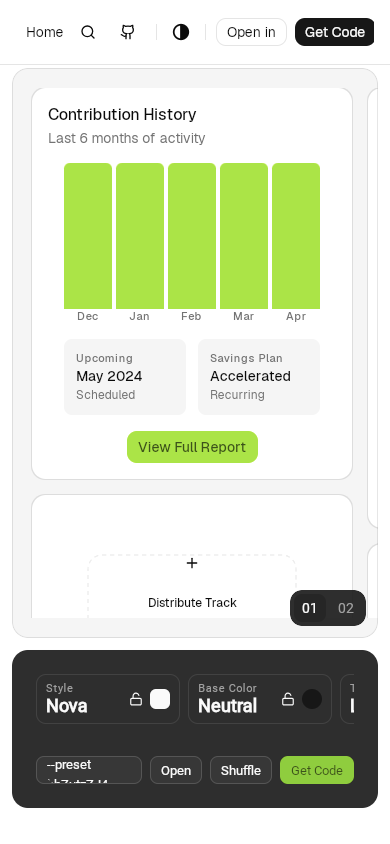 Home
Open in
Get Code
Contribution History
Last 6 months of activity
Dec Jan Feb Mar Apr
Upcoming
May 2024
Scheduled
Savings Plan
Accelerated
Recurring
View Full Report
Distribute Track
01 02
Style
Nova
Base Color
Neutral
--preset
Open
Shuffle
Get Code